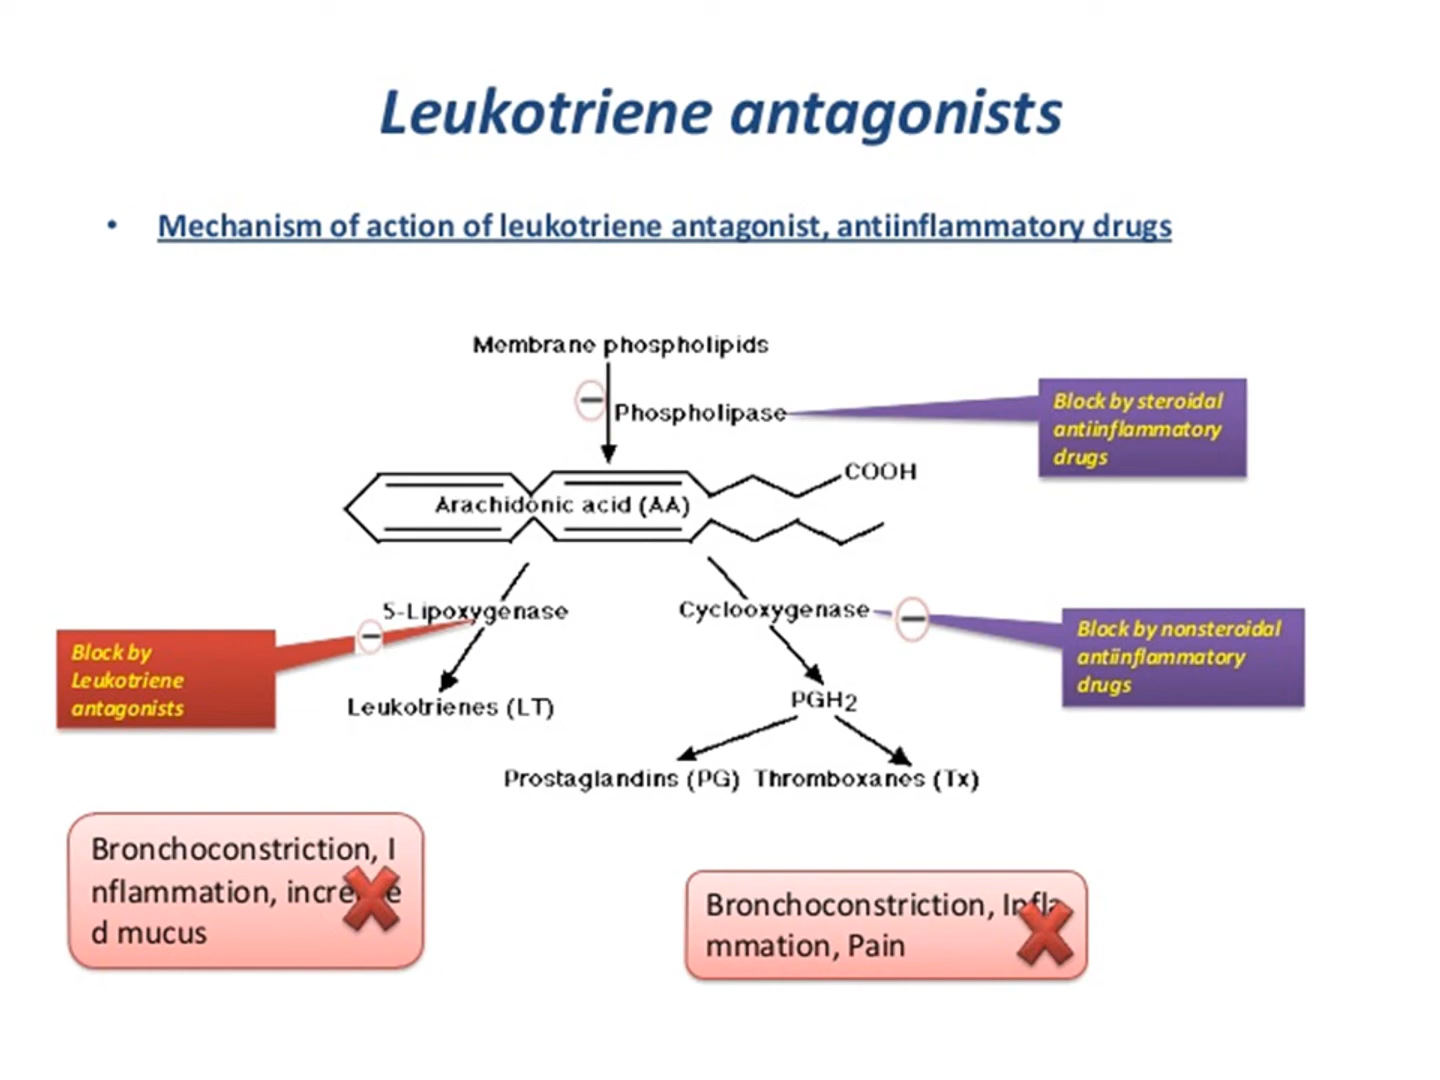 Leukotriene antagonists
• Mechanism of action of leukotriene antagonist, antiinflammatory drugs
Membrane phospholipids
Phospholipase
Block by steroidal
antiinflammatory
drugs
COOH
Arachidonic acid (AA)
5-Lipoxygenase
Cyclooxygenase
Block by
Leukotriene
antagonists
Block by nonsteroidal
antiinflammatory
drugs
Leukotrienes (LT)
PGH2
Prostaglandins (PG)
Thromboxanes (Tx)
Bronchoconstriction, I
nflammation, increase
d mucus
Bronchoconstriction, Infla
mmation, Pain